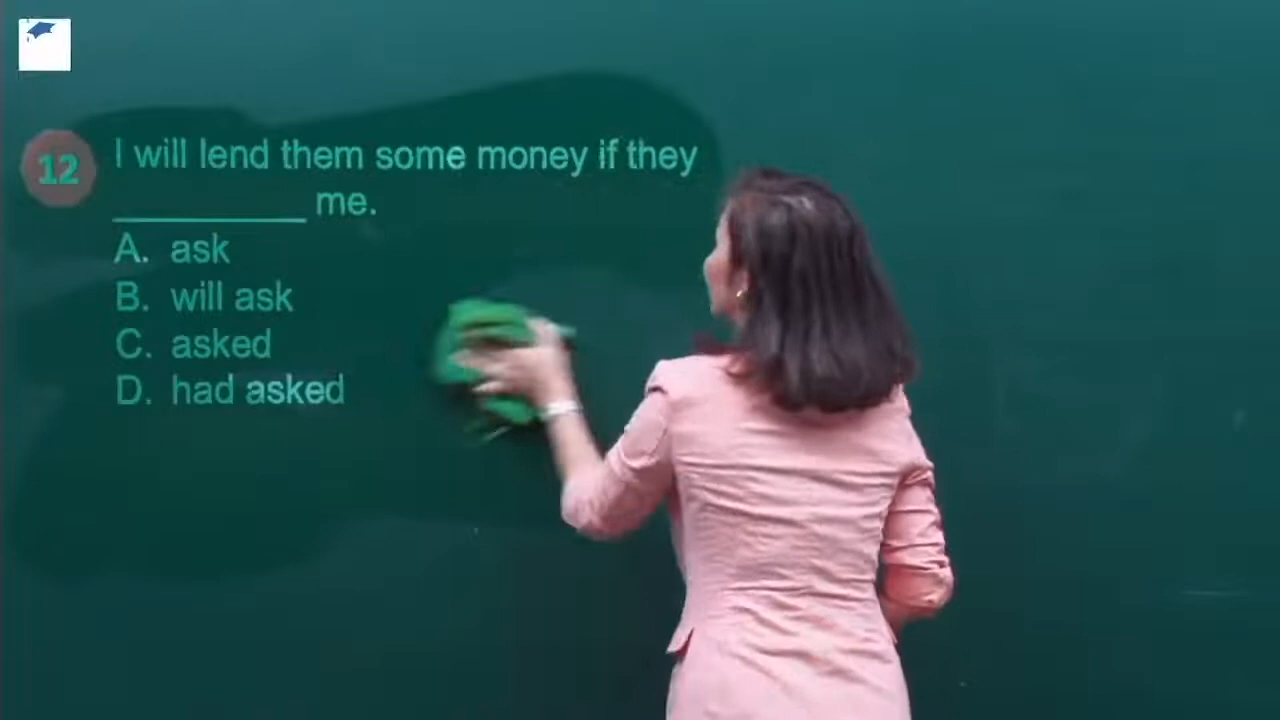 12
I will lend them some money if they
__________ me.
A. ask
B. will ask
C. asked
D. had asked